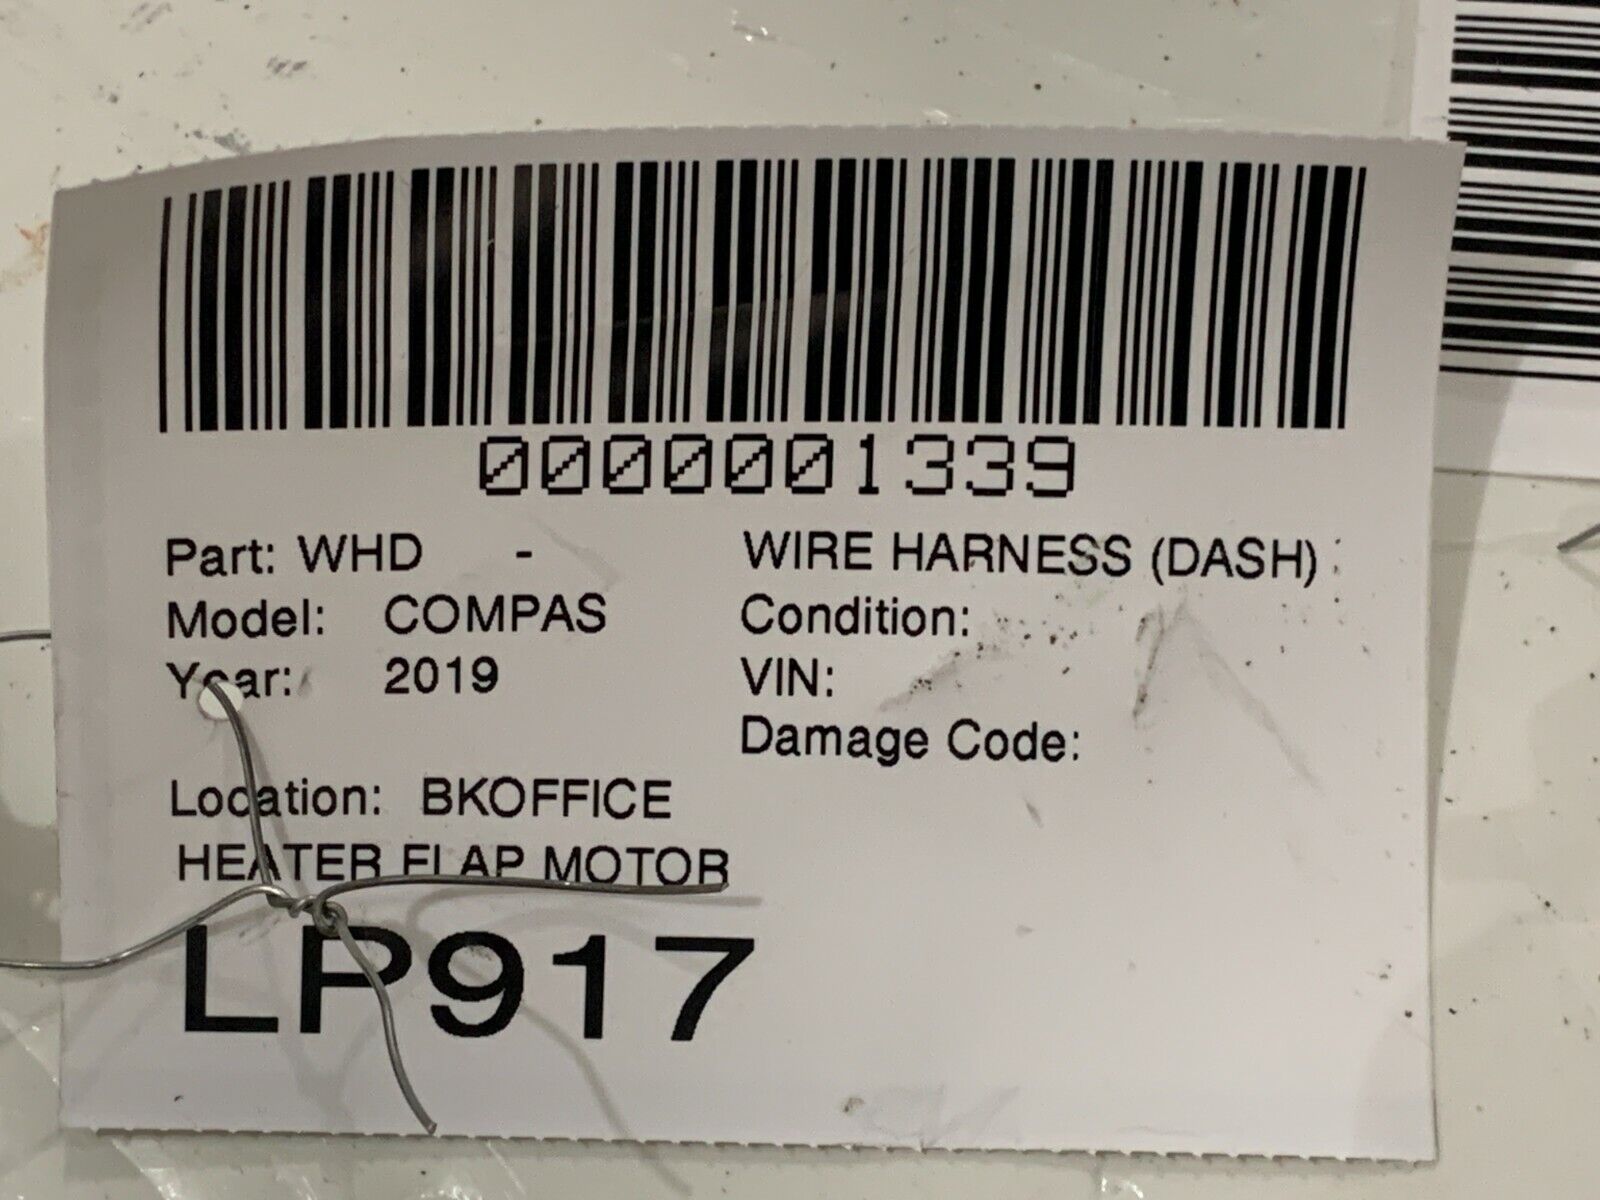 0000001339
Part: WHD - WIRE HARNESS (DASH)
Model: COMPAS Condition:
Year: 2019 VIN:
Damage Code:
Location: BKOFFICE
HEATER FLAP MOTOR
LP917